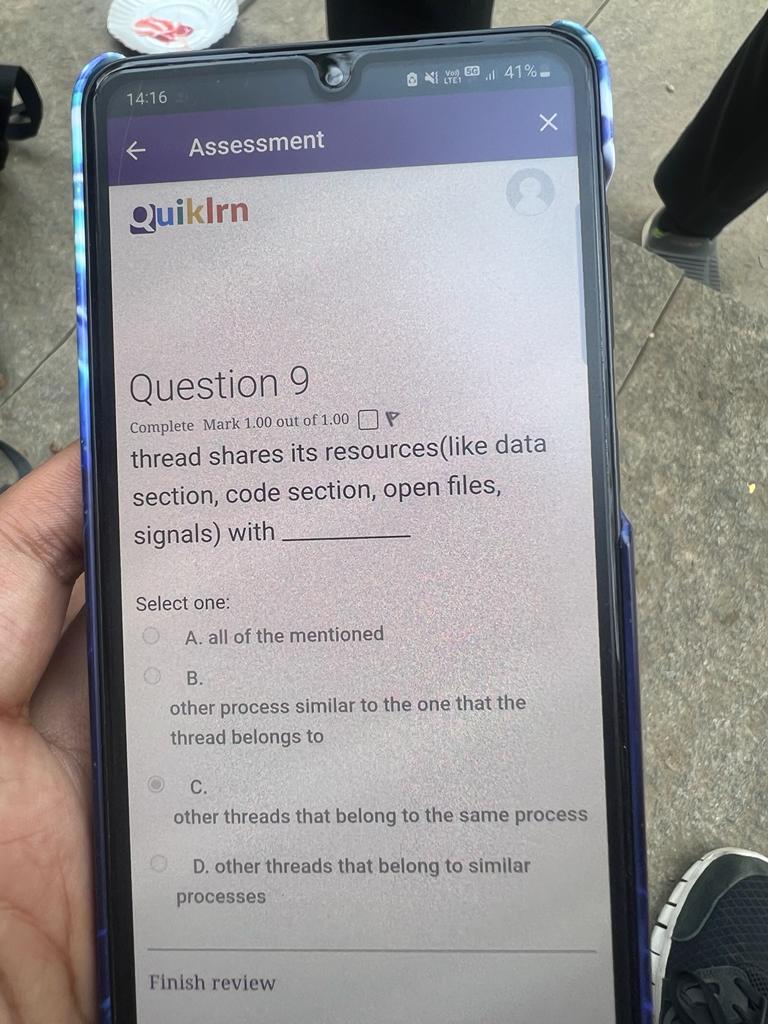 14:16
Vo)) LTE1 5G 41%
Assessment
Quiklrn
Question 9
Complete Mark 1.00 out of 1.00
thread shares its resources(like data
section, code section, open files,
signals) with ___________
Select one:
A. all of the mentioned
B.
other process similar to the one that the
thread belongs to
C.
other threads that belong to the same process
D. other threads that belong to similar
processes
Finish review